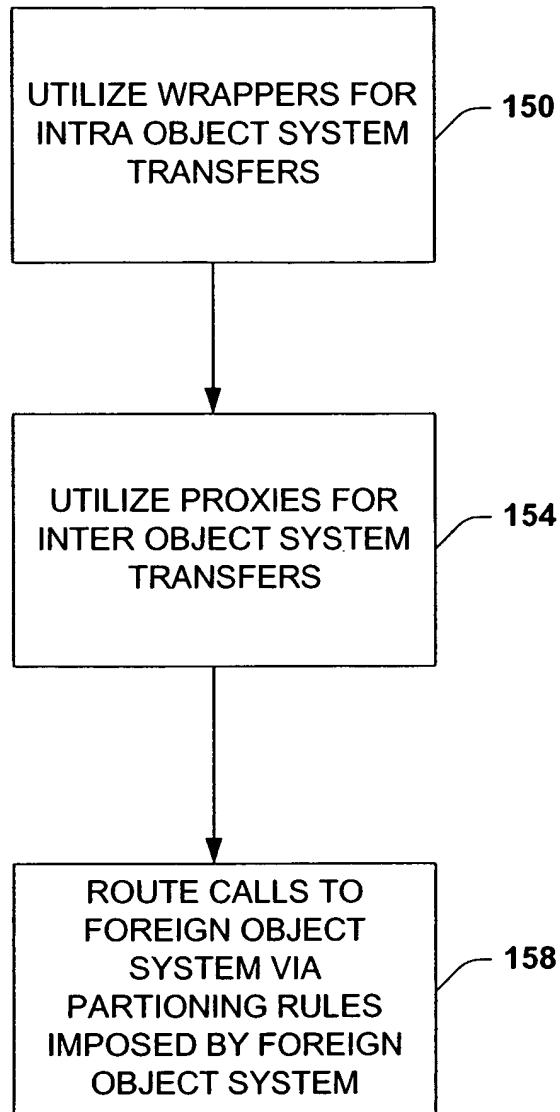 UTILIZE WRAPPERS FOR
INTRA OBJECT SYSTEM
TRANSFERS
150
UTILIZE PROXIES FOR
INTER OBJECT SYSTEM
TRANSFERS
154
ROUTE CALLS TO
FOREIGN OBJECT
SYSTEM VIA
PARTIONING RULES
IMPOSED BY FOREIGN
OBJECT SYSTEM
158